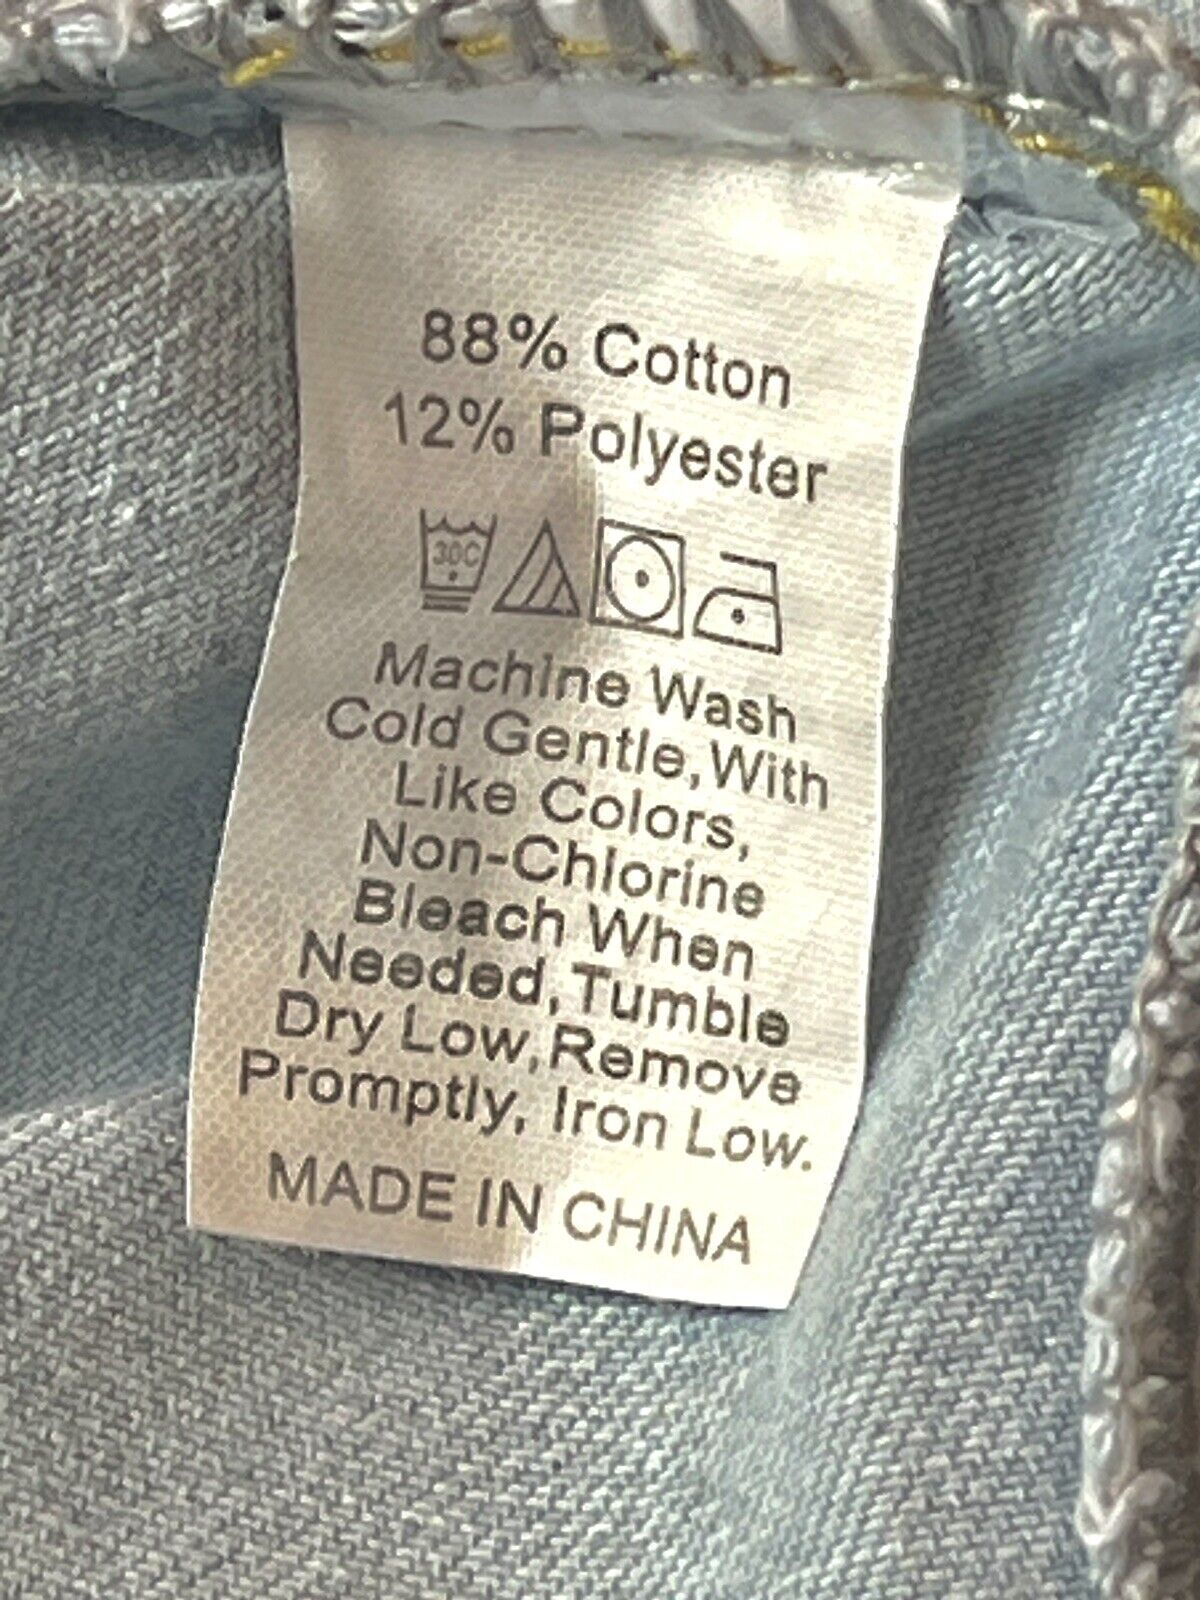 88% Cotton
12% Polyester
30C
Machine Wash
Cold Gentle,With
Like Colors,
Non-Chlorine
Bleach When
Needed,Tumble
Dry Low,Remove
Promptly, Iron Low.
MADE IN CHINA